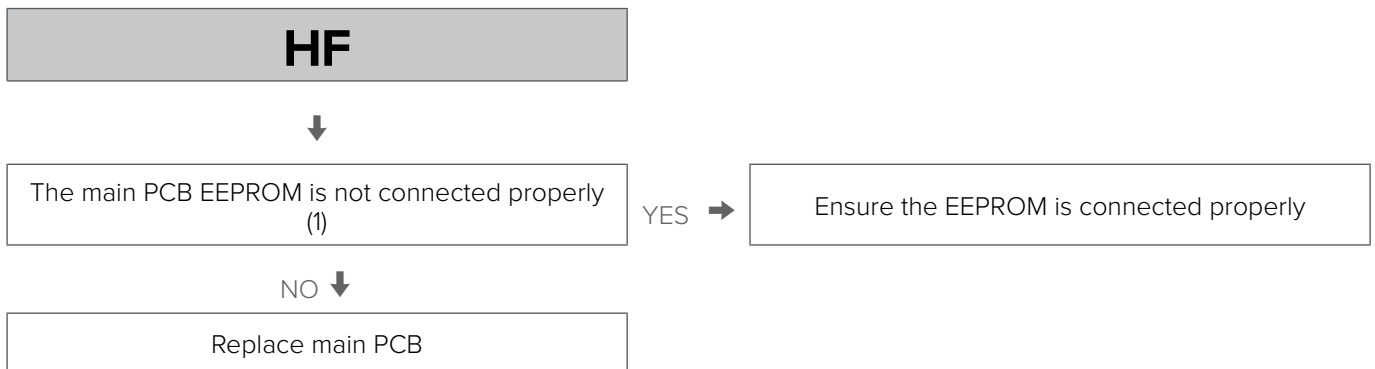 HF
The main PCB EEPROM is not connected properly
(1)
YES
Ensure the EEPROM is connected properly
NO
Replace main PCB